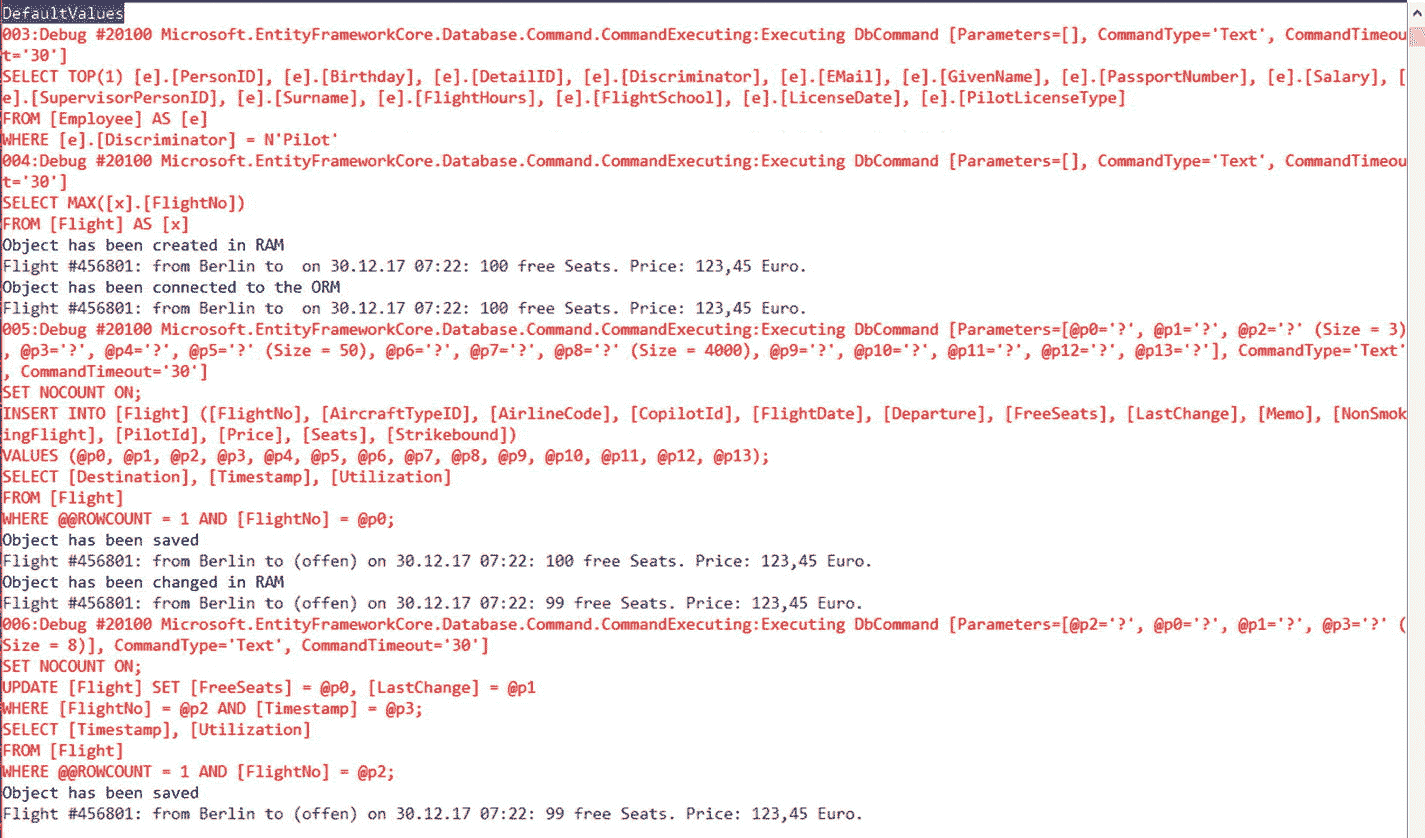 DefaultValues
003:Debug #20100 Microsoft.EntityFrameworkCore.Database.Command.CommandExecuting:Executing DbCommand [Parameters=[], CommandType='Text', CommandTimeou
t='30']
SELECT TOP(1) [e].[PersonID], [e].[Birthday], [e].[DetailID], [e].[Discriminator], [e].[EMail], [e].[GivenName], [e].[PassportNumber], [e].[Salary], [
e].[SupervisorPersonID], [e].[Surname], [e].[FlightHours], [e].[FlightSchool], [e].[LicenseDate], [e].[PilotLicenseType]
FROM [Employee] AS [e]
WHERE [e].[Discriminator] = N'Pilot'
004:Debug #20100 Microsoft.EntityFrameworkCore.Database.Command.CommandExecuting:Executing DbCommand [Parameters=[], CommandType='Text', CommandTimeou
t='30']
SELECT MAX([x].[FlightNo])
FROM [Flight] AS [x]
Object has been created in RAM
Flight #456801: from Berlin to  on 30.12.17 07:22: 100 free Seats. Price: 123,45 Euro.
Object has been connected to the ORM
Flight #456801: from Berlin to  on 30.12.17 07:22: 100 free Seats. Price: 123,45 Euro.
005:Debug #20100 Microsoft.EntityFrameworkCore.Database.Command.CommandExecuting:Executing DbCommand [Parameters=[@p0='?', @p1='?', @p2='?' (Size = 3)
, @p3='?', @p4='?', @p5='?' (Size = 50), @p6='?', @p7='?', @p8='?' (Size = 4000), @p9='?', @p10='?', @p11='?', @p12='?', @p13='?'], CommandType='Text'
, CommandTimeout='30']
SET NOCOUNT ON;
INSERT INTO [Flight] ([FlightNo], [AircraftTypeID], [AirlineCode], [CopilotId], [FlightDate], [Departure], [FreeSeats], [LastChange], [Memo], [NonSmok
ingFlight], [PilotId], [Price], [Seats], [Strikebound])
VALUES (@p0, @p1, @p2, @p3, @p4, @p5, @p6, @p7, @p8, @p9, @p10, @p11, @p12, @p13);
SELECT [Destination], [Timestamp], [Utilization]
FROM [Flight]
WHERE @@ROWCOUNT = 1 AND [FlightNo] = @p0;
Object has been saved
Flight #456801: from Berlin to (offen) on 30.12.17 07:22: 100 free Seats. Price: 123,45 Euro.
Object has been changed in RAM
Flight #456801: from Berlin to (offen) on 30.12.17 07:22: 99 free Seats. Price: 123,45 Euro.
006:Debug #20100 Microsoft.EntityFrameworkCore.Database.Command.CommandExecuting:Executing DbCommand [Parameters=[@p2='?', @p0='?', @p1='?', @p3='?' (
Size = 8)], CommandType='Text', CommandTimeout='30']
SET NOCOUNT ON;
UPDATE [Flight] SET [FreeSeats] = @p0, [LastChange] = @p1
WHERE [FlightNo] = @p2 AND [Timestamp] = @p3;
SELECT [Timestamp], [Utilization]
FROM [Flight]
WHERE @@ROWCOUNT = 1 AND [FlightNo] = @p2;
Object has been saved
Flight #456801: from Berlin to (offen) on 30.12.17 07:22: 99 free Seats. Price: 123,45 Euro.